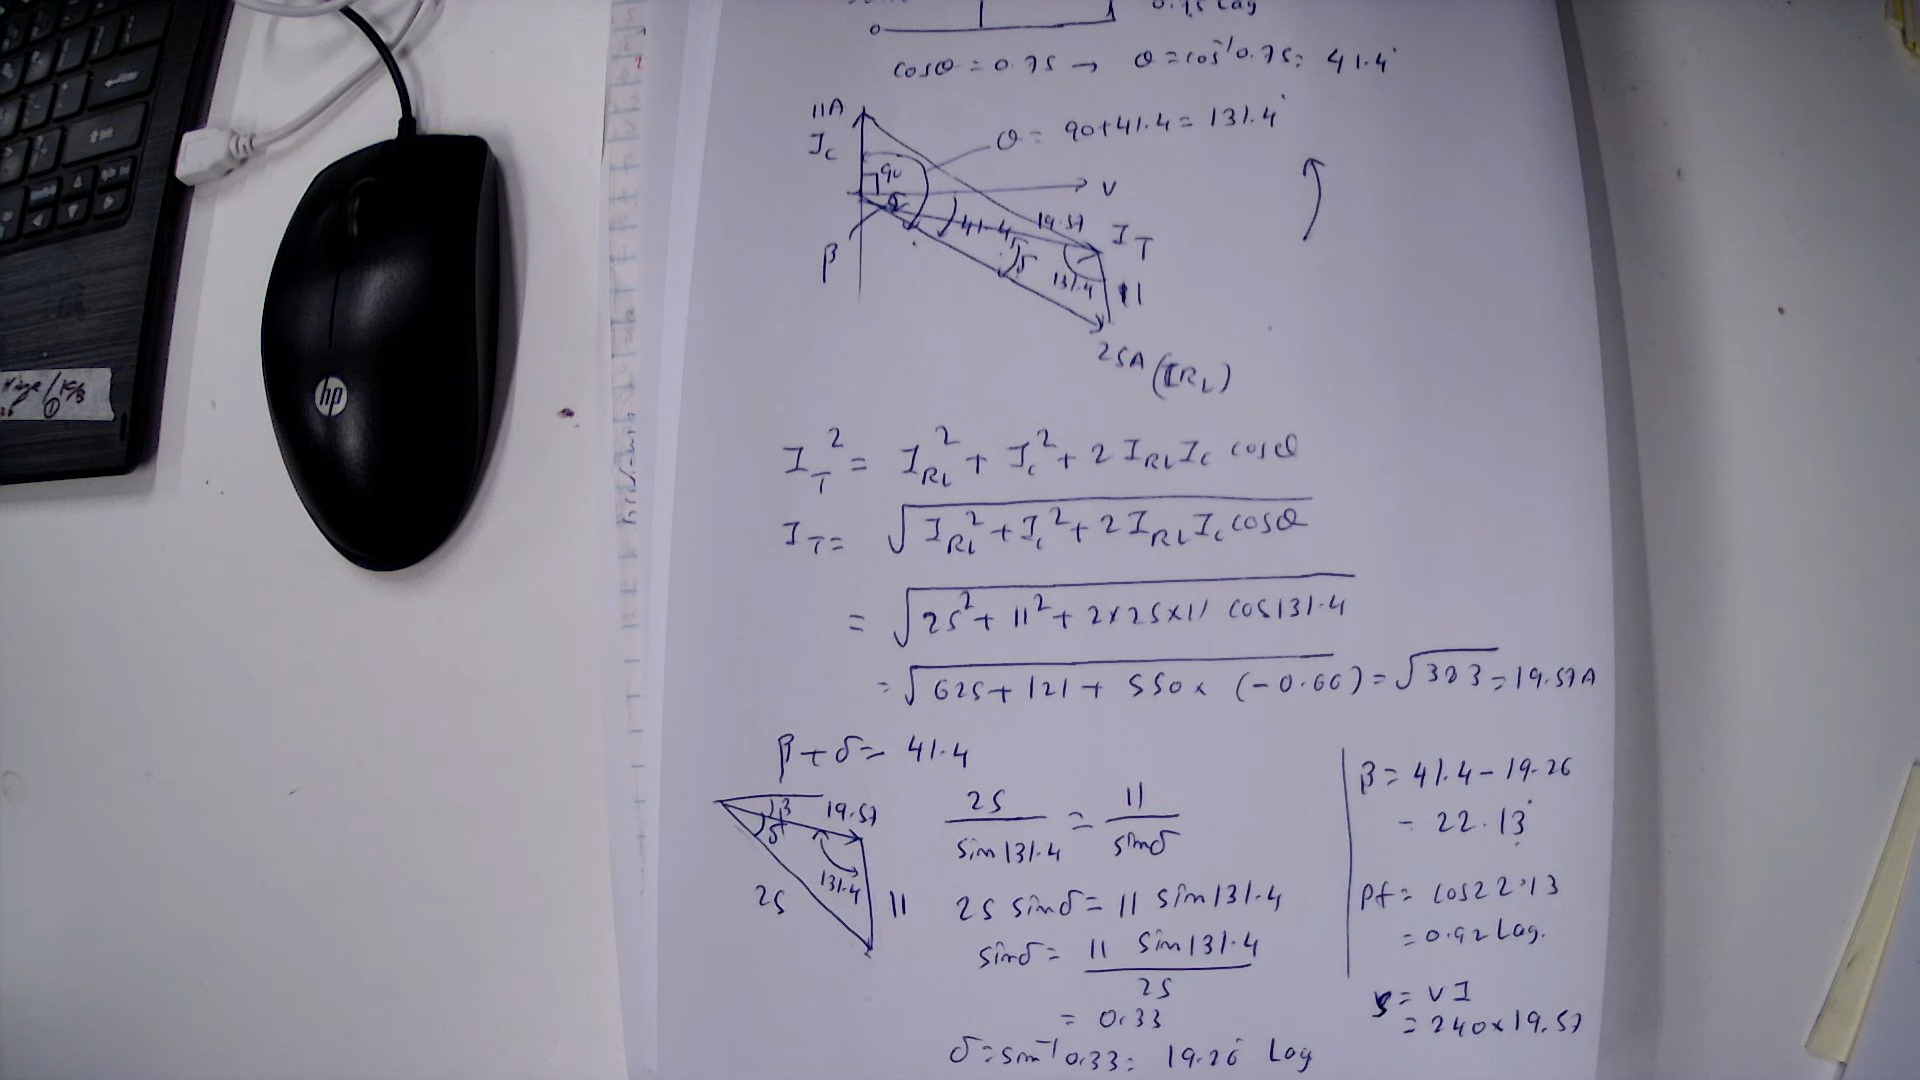 0.75 Lag
cosθ = 0.75 → θ = cos⁻¹0.75 = 41.4°
11A
Ic
θ = 90+41.4 = 131.4°
90
V
41.4
19.57
IT
β
δ
131.4
11
25A (IRL)
IT² = IRL² + Ic² + 2 IRL Ic cosθ
IT = √IRL² + Ic² + 2 IRL Ic cosθ
= √25² + 11² + 2×25×11 cos131.4
= √625 + 121 + 550 × (-0.66) = √383 = 19.57A
β + δ = 41.4
β
19.57
δ
131.4
25
11
25/sin131.4 = 11/sinδ
25 sinδ = 11 sin131.4
sinδ = 11 sin131.4/25
= 0.33
δ = sin⁻¹0.33 = 19.26° Lag
β = 41.4 - 19.26
= 22.13°
Pf = cos22.13
= 0.92 Lag.
S = VI
= 240×19.57
hp